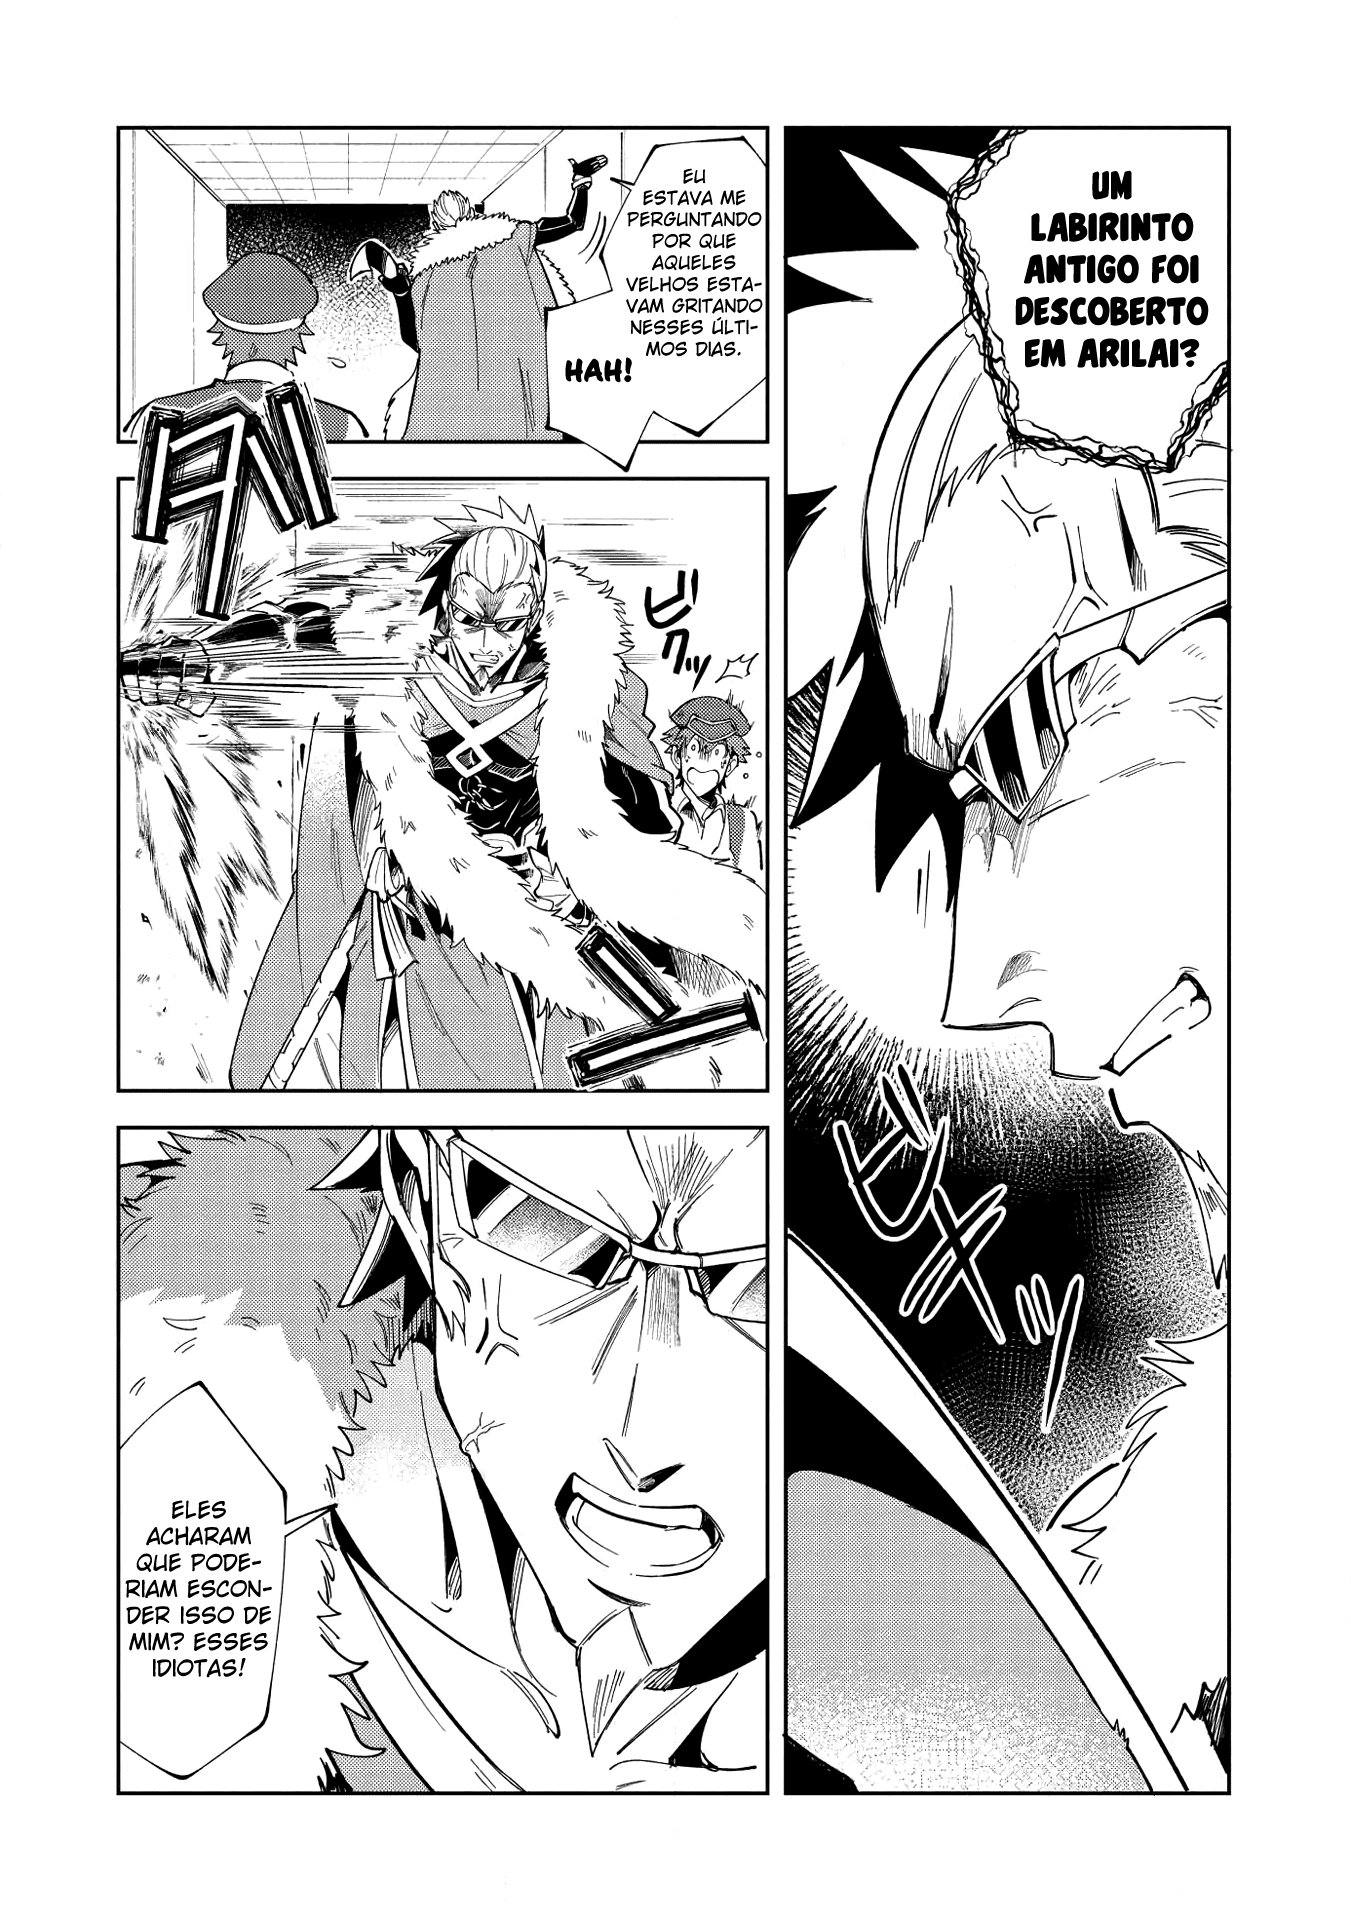 UM
LABIRINTO
ANTIGO FOI
DESCOBERTO
EM ARILAI?
ビキッ
EU
ESTAVA ME
PERGUNTANDO
POR QUE
AQUELES
VELHOS ESTA-
VAM GRITANDO
NESSES ÚLTI-
MOS DIAS.
HAH!
ビクッ
ELES
ACHARAM
QUE PODE-
RIAM ESCON-
DER ISSO DE
MIM? ESSES
IDIOTAS!